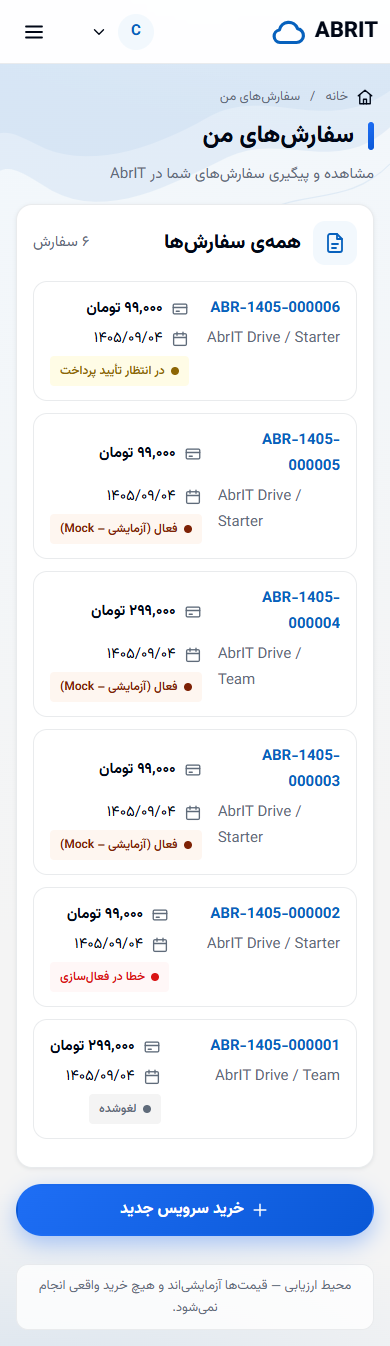 ABRIT
C
خانه / سفارش‌های من
سفارش‌های من
مشاهده و پیگیری سفارش‌های شما در AbrIT
همه‌ی سفارش‌ها
۶ سفارش
ABR-1405-000006
AbrIT Drive / Starter
۹۹,۰۰۰ تومان
۱۴۰۵/۰۹/۰۴
در انتظار تأیید پرداخت
ABR-1405-
000005
AbrIT Drive /
Starter
۹۹,۰۰۰ تومان
۱۴۰۵/۰۹/۰۴
فعال (آزمایشی – Mock)
ABR-1405-
000004
AbrIT Drive /
Team
۲۹۹,۰۰۰ تومان
۱۴۰۵/۰۹/۰۴
فعال (آزمایشی – Mock)
ABR-1405-
000003
AbrIT Drive /
Starter
۹۹,۰۰۰ تومان
۱۴۰۵/۰۹/۰۴
فعال (آزمایشی – Mock)
ABR-1405-000002
AbrIT Drive / Starter
۹۹,۰۰۰ تومان
۱۴۰۵/۰۹/۰۴
خطا در فعال‌سازی
ABR-1405-000001
AbrIT Drive / Team
۲۹۹,۰۰۰ تومان
۱۴۰۵/۰۹/۰۴
لغوشده
+ خرید سرویس جدید
محیط ارزیابی — قیمت‌ها آزمایشی‌اند و هیچ خرید واقعی انجام
نمی‌شود.